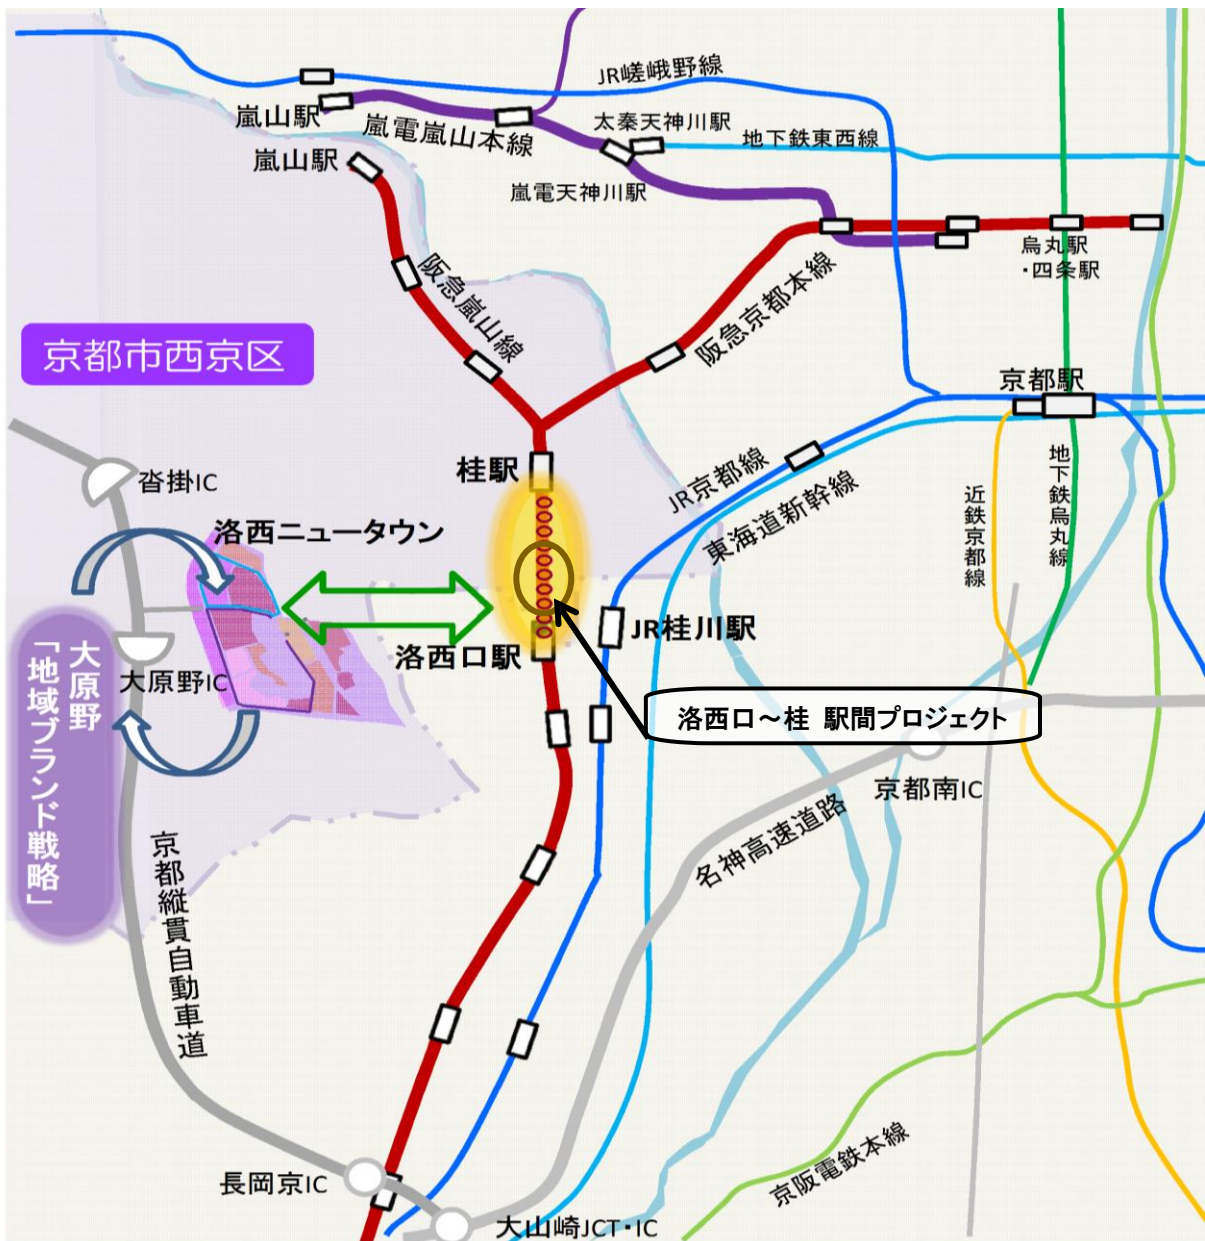 JR嵯峨野線
嵐山駅
嵐電嵐山本線
太秦天神川駅
地下鉄東西線
嵐山駅
嵐電天神川駅
烏丸駅
・四条駅
阪急嵐山線
阪急京都本線
京都市西京区
京都駅
桂駅
沓掛IC
JR京都線
東海道新幹線
近鉄京都線
地下鉄烏丸線
洛西ニュータウン
JR桂川駅
洛西口駅
大原野IC
大原野
「地域ブランド戦略」
洛西口～桂 駅間プロジェクト
京都南IC
名神高速道路
京都縦貫自動車道
京阪電鉄本線
長岡京IC
大山崎JCT・IC